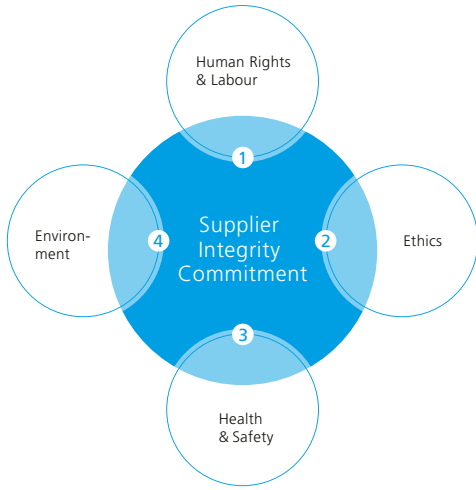 Human Rights
& Labour
1
Supplier
Integrity
Commitment
2
Ethics
3
Health
& Safety
4
Environ-
ment